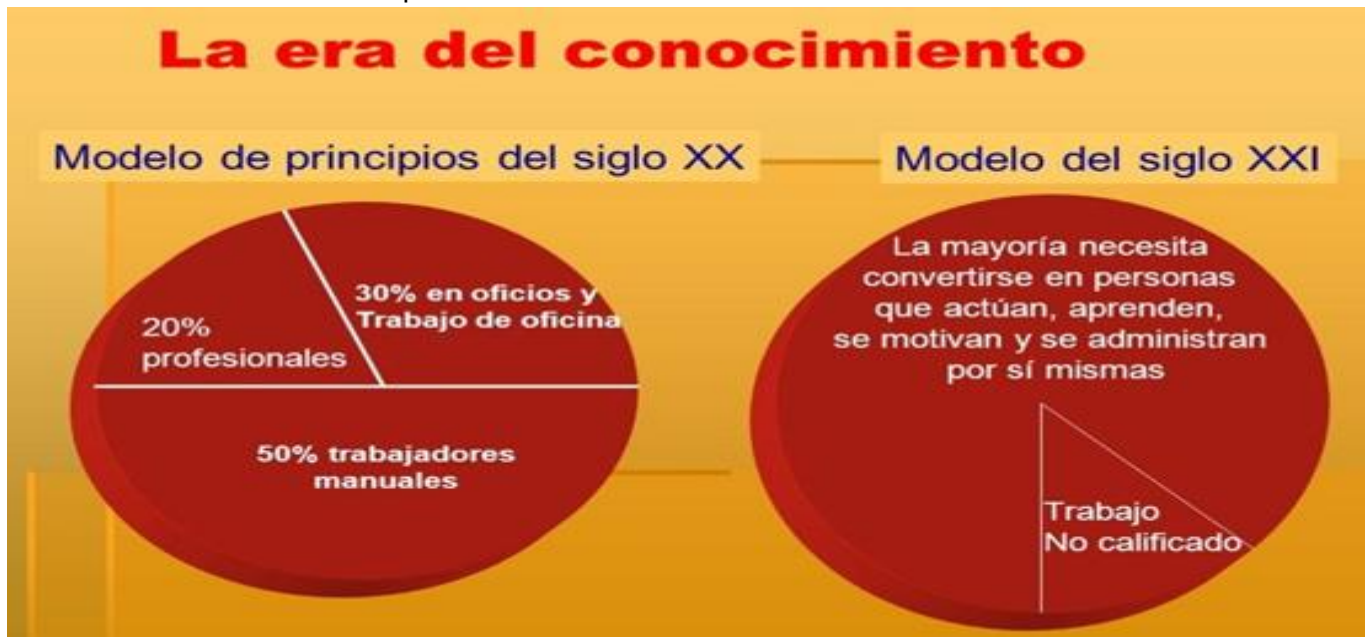 La era del conocimiento
Modelo de principios del siglo XX
Modelo del siglo XXI
20%
profesionales
30% en oficios y
Trabajo de oficina
50% trabajadores
manuales
La mayoría necesita
convertirse en personas
que actúan, aprenden,
se motivan y se administran
por sí mismas
Trabajo
No calificado